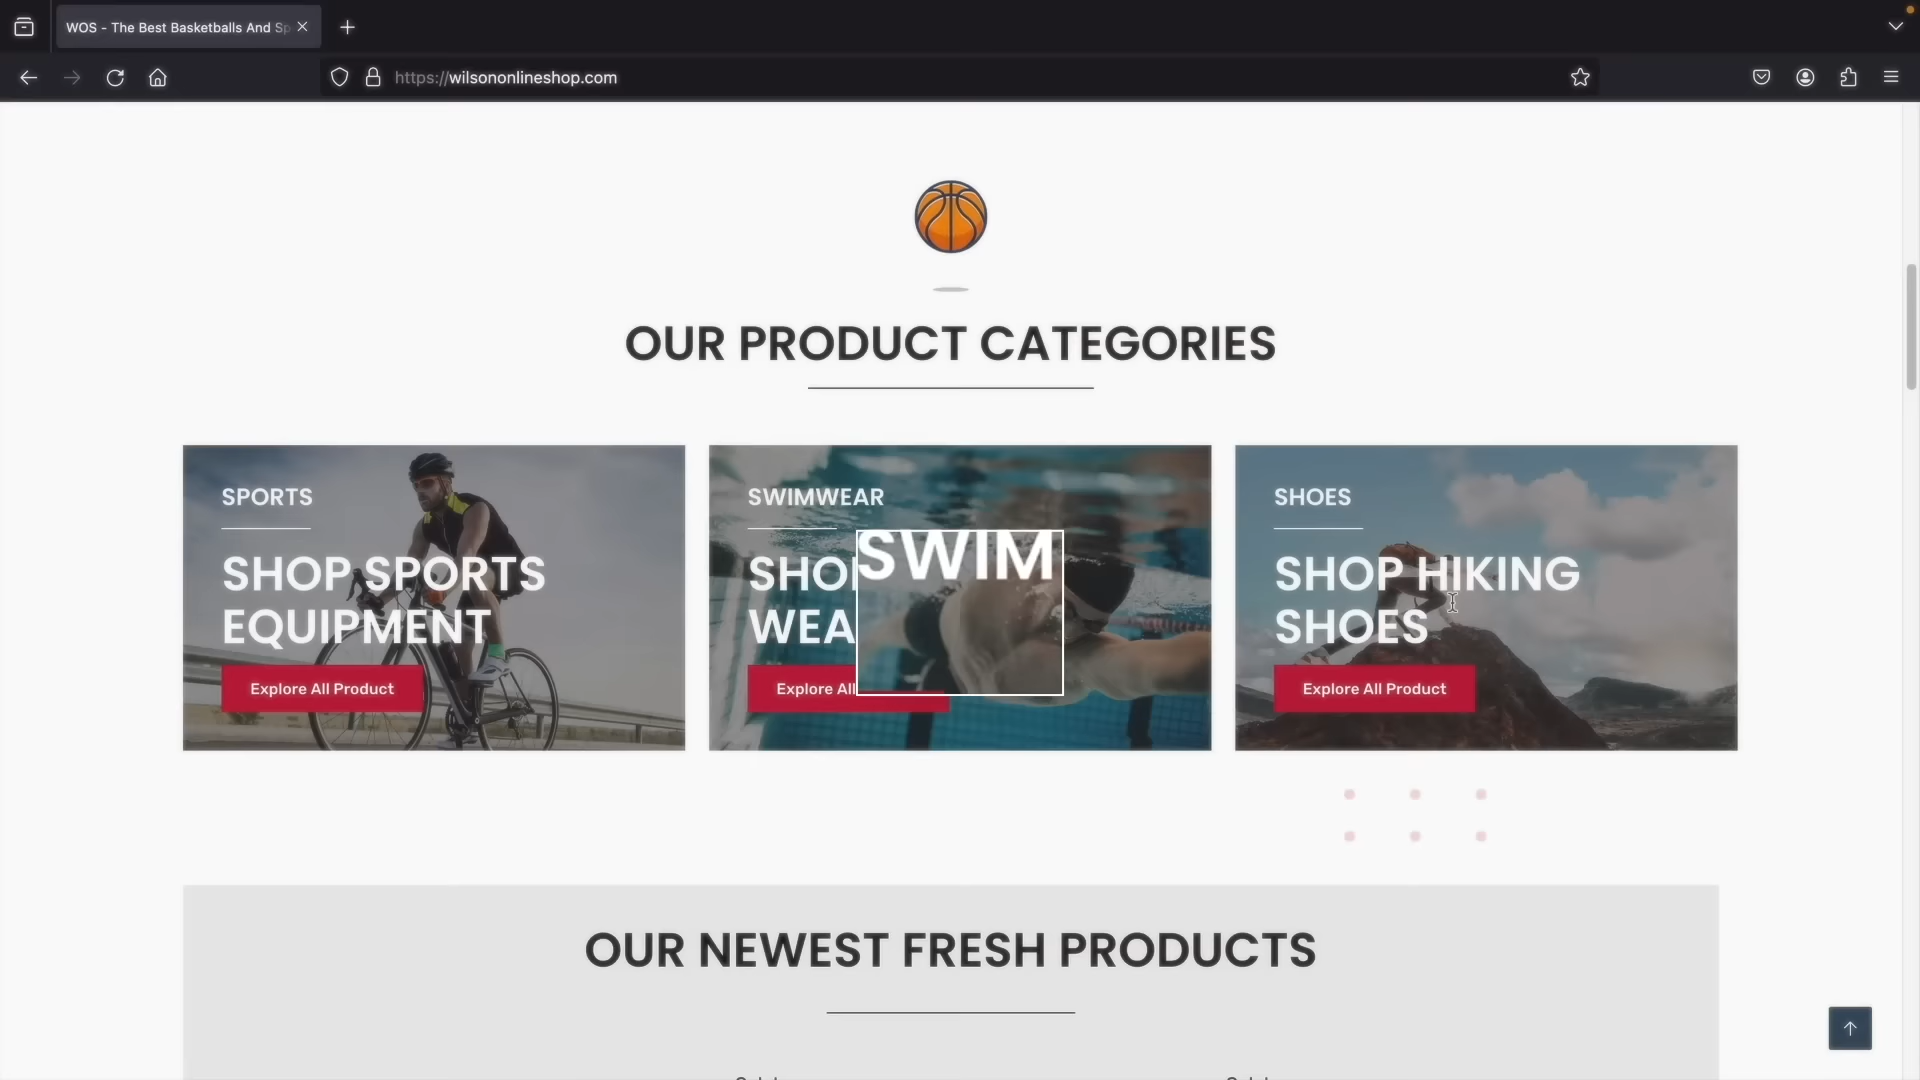 WOS - The Best Basketballs And Sp
https://wilsononlineshop.com
OUR PRODUCT CATEGORIES
SPORTS
SHOP SPORTS
EQUIPMENT
Explore All Product
SWIMWEAR
SHO
WEA
SWIM
Explore All
SHOES
SHOP HIKING
SHOES
Explore All Product
OUR NEWEST FRESH PRODUCTS